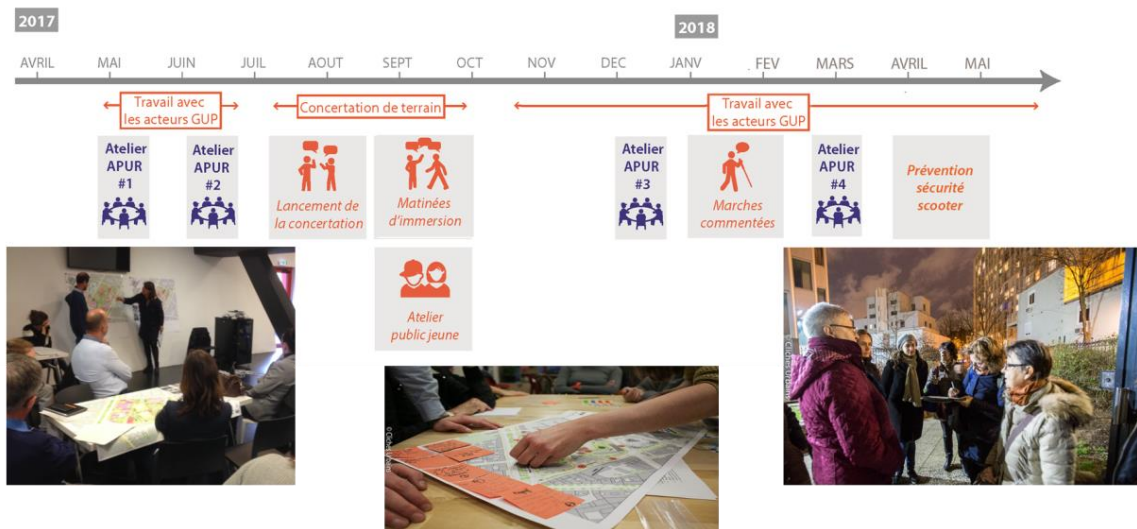 2017
2018
AVRIL MAI JUIN JUIL AOUT SEPT OCT NOV DEC JANV FEV MARS AVRIL MAI
Travail avec
les acteurs GUP
Concertation de terrain
Travail avec
les acteurs GUP
Atelier
APUR
#1
Atelier
APUR
#2
Lancement de
la concertation
Matinées
d'immersion
Atelier
APUR
#3
Marches
commentées
Atelier
APUR
#4
Prévention
sécurité
scooter
Atelier
public jeune